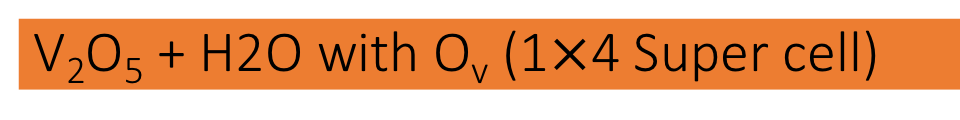 V₂O₅ + H2O with Oᵥ (1×4 Super cell)